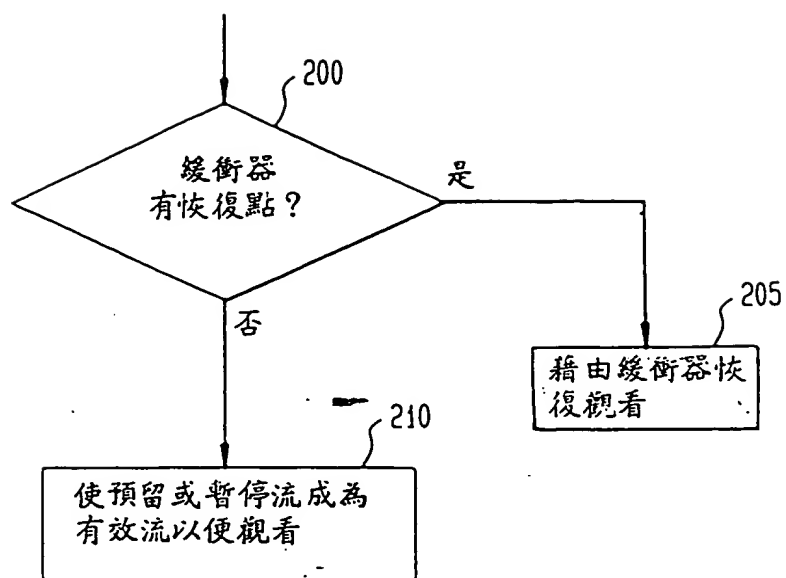 200
緩衝器
有恢復點？
是
否
205
藉由緩衝器恢
復觀看
210
使預留或暫停流成為
有效流以便觀看